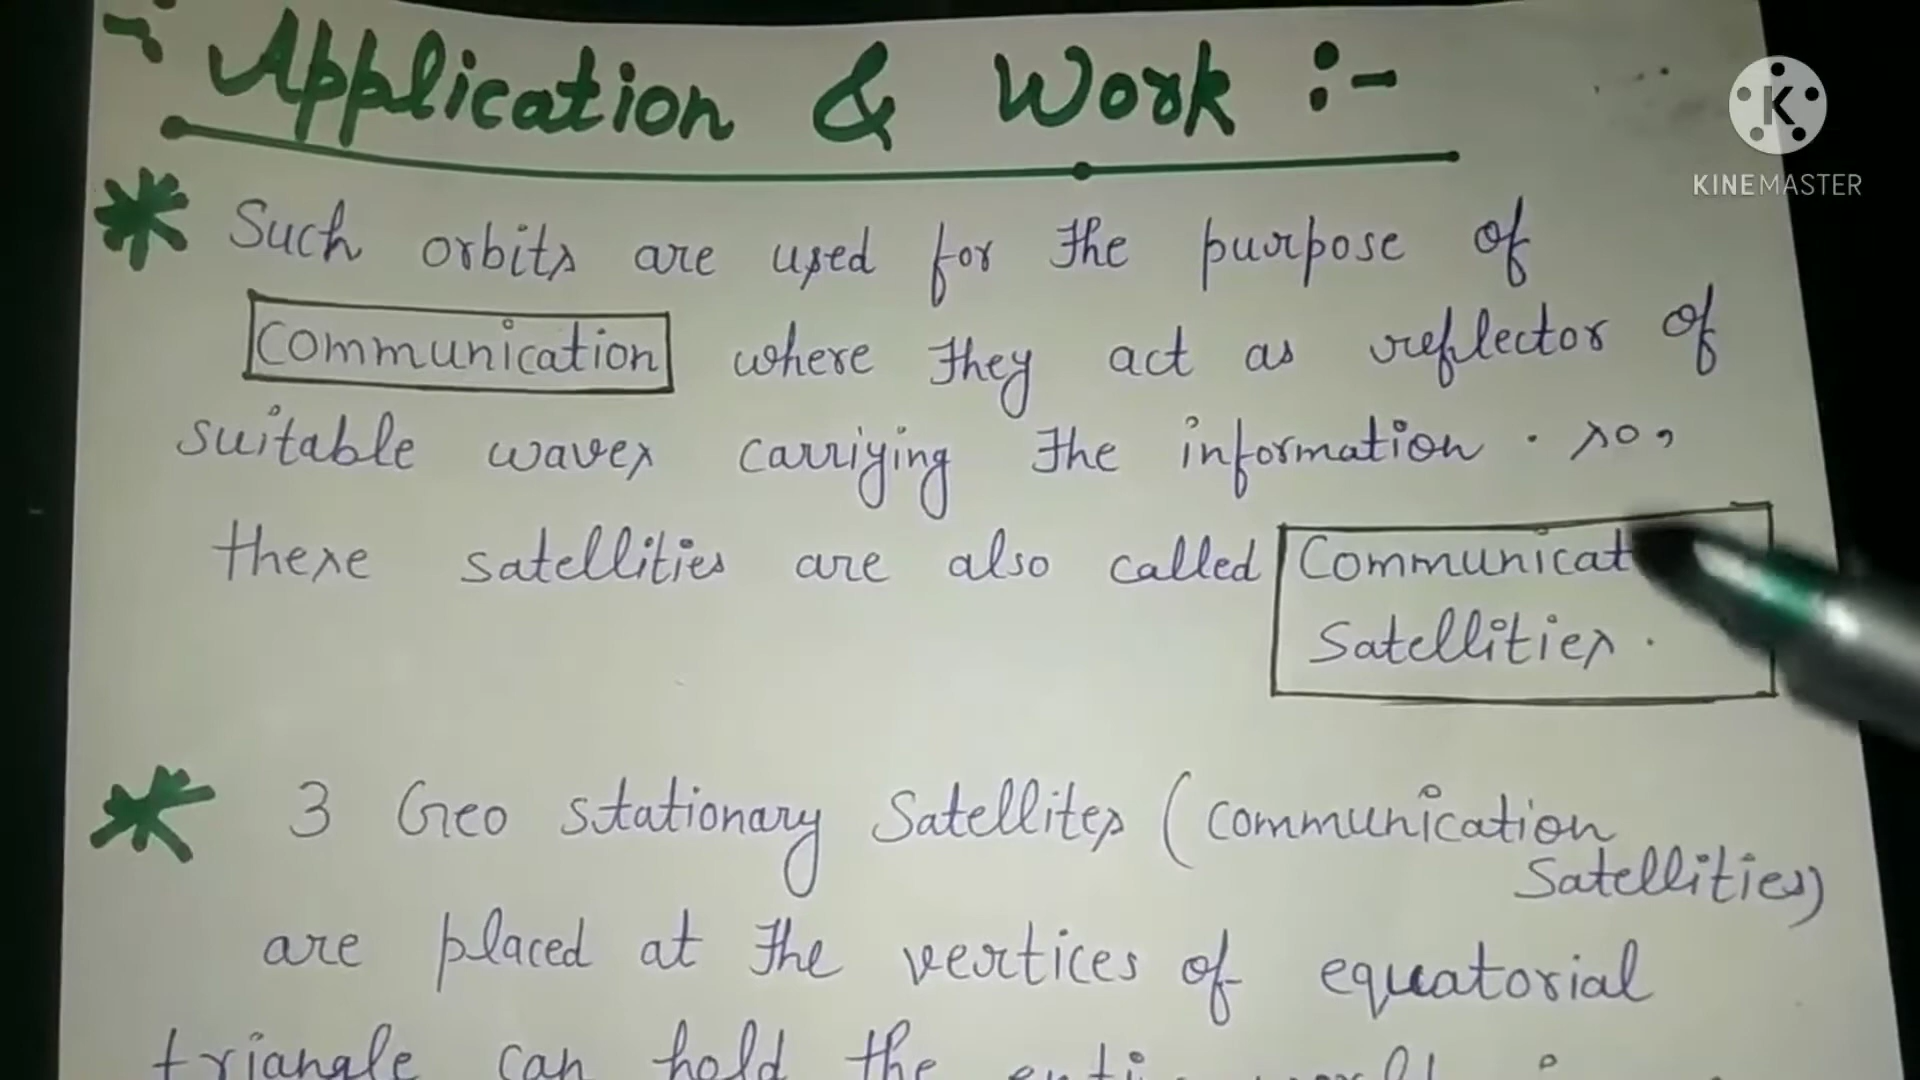 Application & Work :-
KINEMASTER
Such orbits are used for the purpose of
Communication where they act as reflector of
suitable waves carriying the information . so,
these satellities are also called Communicat
Satellities .
3 Geo stationary Satellites (communication
Satellities)
are placed at the vertices of equatorial
triangle can hold the